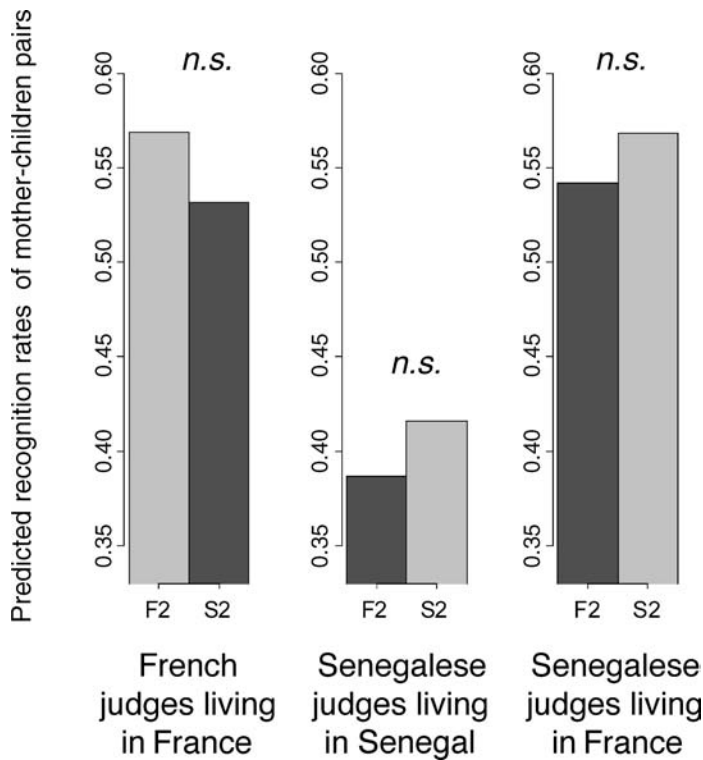 Predicted recognition rates of mother-children pairs
n.s.
0.60
0.55
0.50
0.45
0.40
0.35
F2 S2
French
judges living
in France
n.s.
0.60
0.55
0.50
0.45
0.40
0.35
F2 S2
Senegalese
judges living
in Senegal
n.s.
0.60
0.55
0.50
0.45
0.40
0.35
F2 S2
Senegalese
judges living
in France